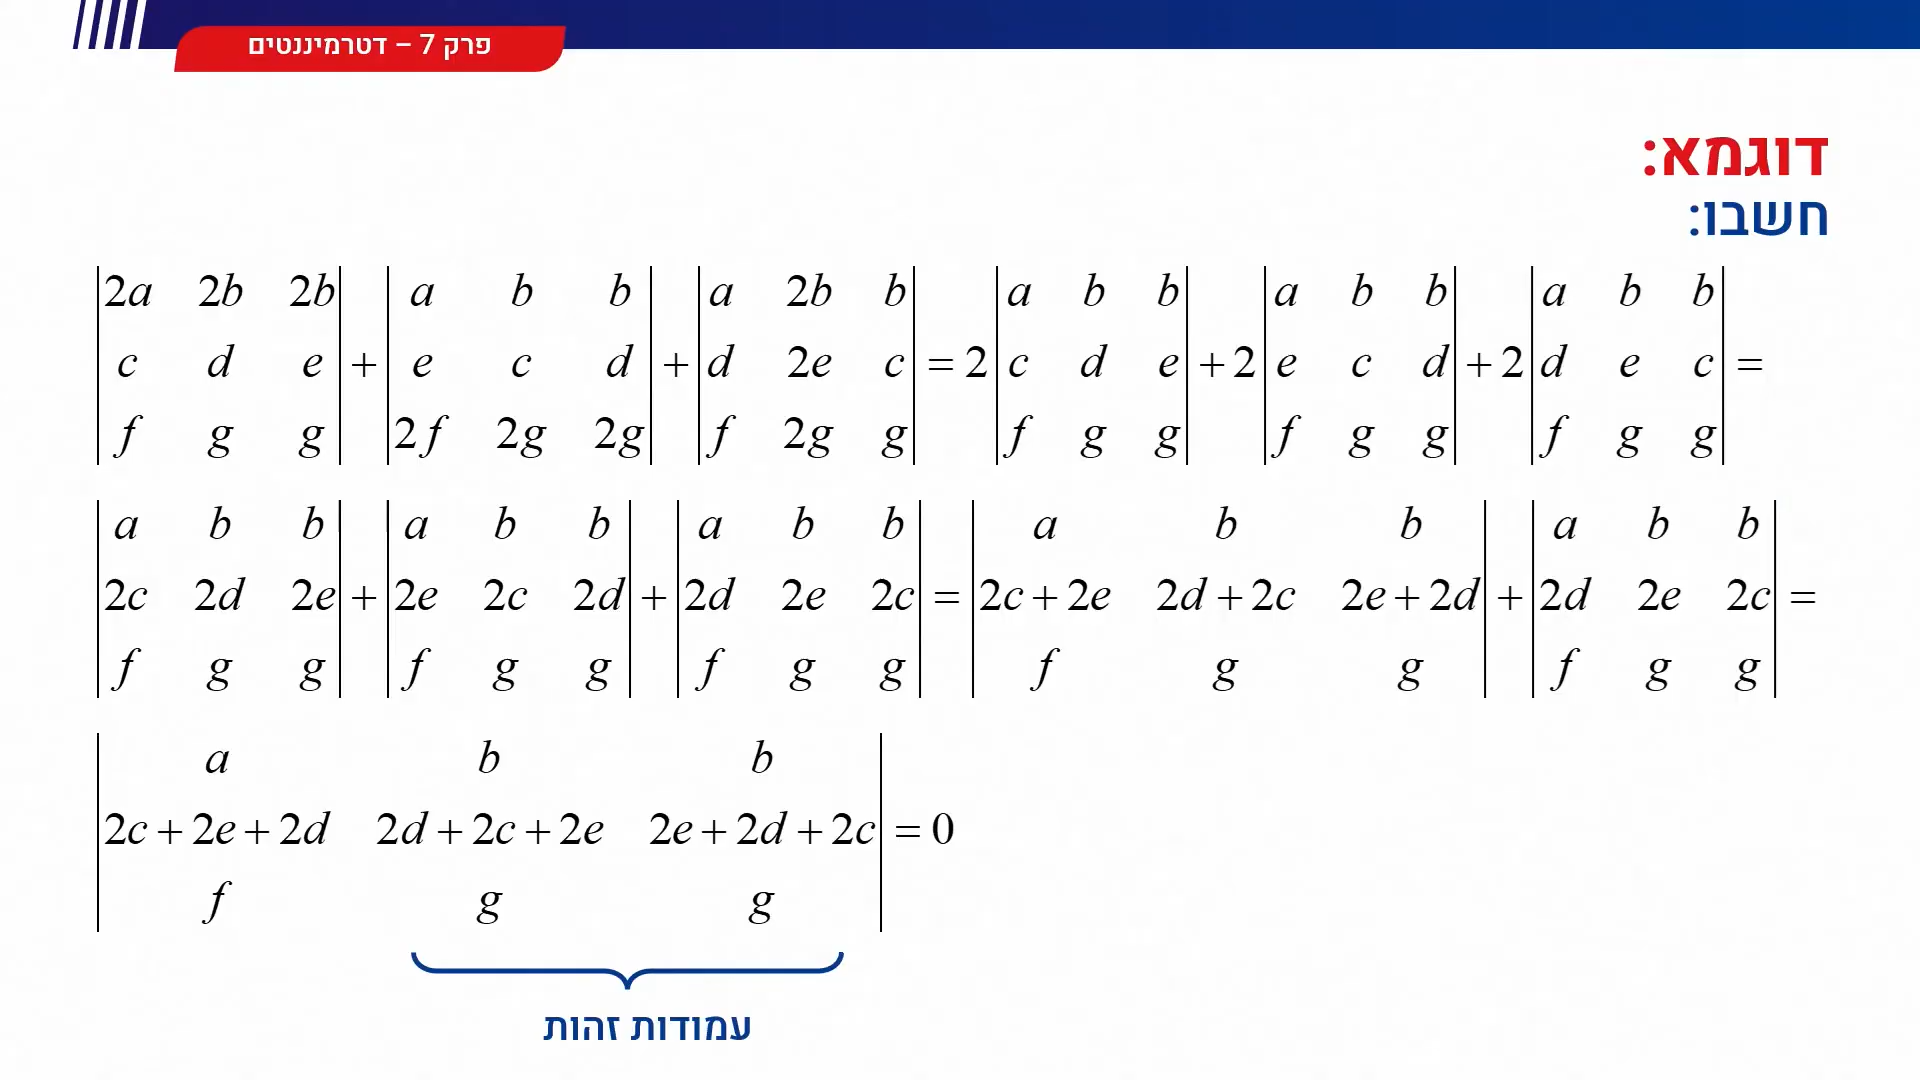 פרק 7 – דטרמיננטים
דוגמא:
חשבו:
|2a 2b 2b; c d e; f g g| + |a b b; e c d; 2f 2g 2g| + |a 2b b; d 2e c; f 2g g| = 2|a b b; c d e; f g g| + 2|a b b; e c d; f g g| + 2|a b b; d e c; f g g| =
|a b b; 2c 2d 2e; f g g| + |a b b; 2e 2c 2d; f g g| + |a b b; 2d 2e 2c; f g g| = |a b b; 2c+2e 2d+2c 2e+2d; f g g| + |a b b; 2d 2e 2c; f g g| =
|a b b; 2c+2e+2d 2d+2c+2e 2e+2d+2c; f g g| = 0
עמודות זהות